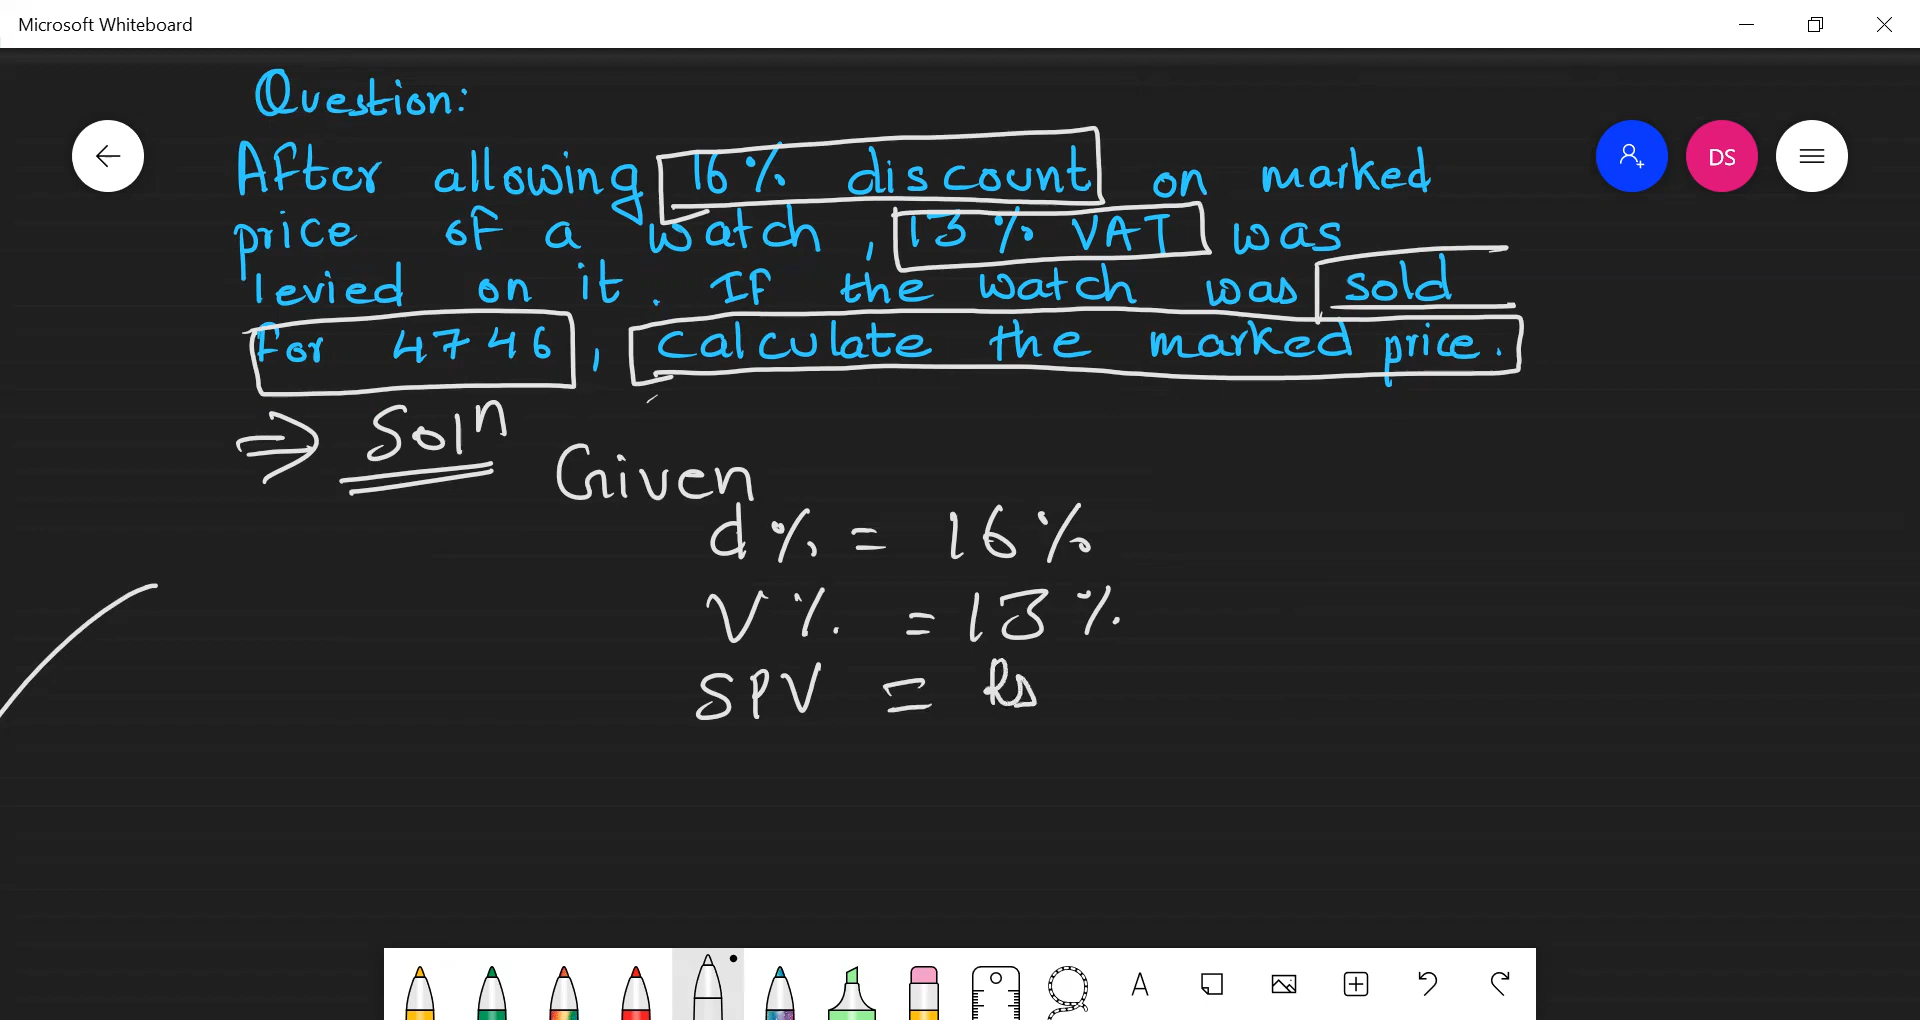 Microsoft Whiteboard
Question:
After allowing 16% discount on marked
DS
price of a watch, 13% VAT was
levied on it. If the watch was sold
for 4746, calculate the marked price.
⇒ Solⁿ
Given
d% = 16%
V% = 13%
SPV = Rs
A